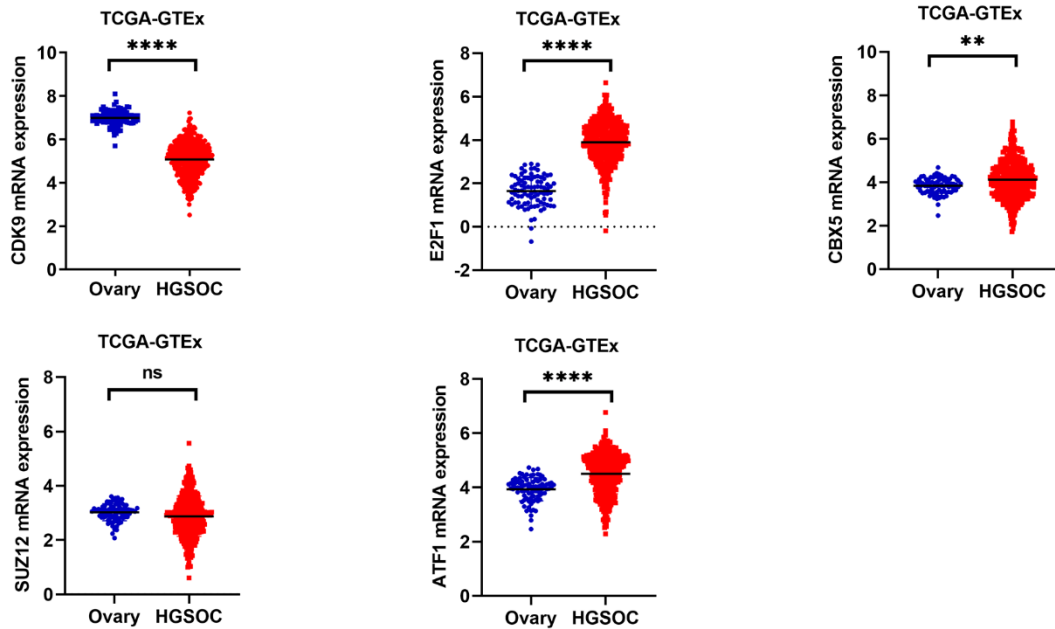 TCGA-GTEx
****
CDK9 mRNA expression
10
8
6
4
2
0
Ovary HGSOC
TCGA-GTEx
****
E2F1 mRNA expression
8
6
4
2
0
-2
Ovary HGSOC
TCGA-GTEx
**
CBX5 mRNA expression
10
8
6
4
2
0
Ovary HGSOC
TCGA-GTEx
ns
SUZ12 mRNA expression
8
6
4
2
0
Ovary HGSOC
TCGA-GTEx
****
ATF1 mRNA expression
8
6
4
2
0
Ovary HGSOC